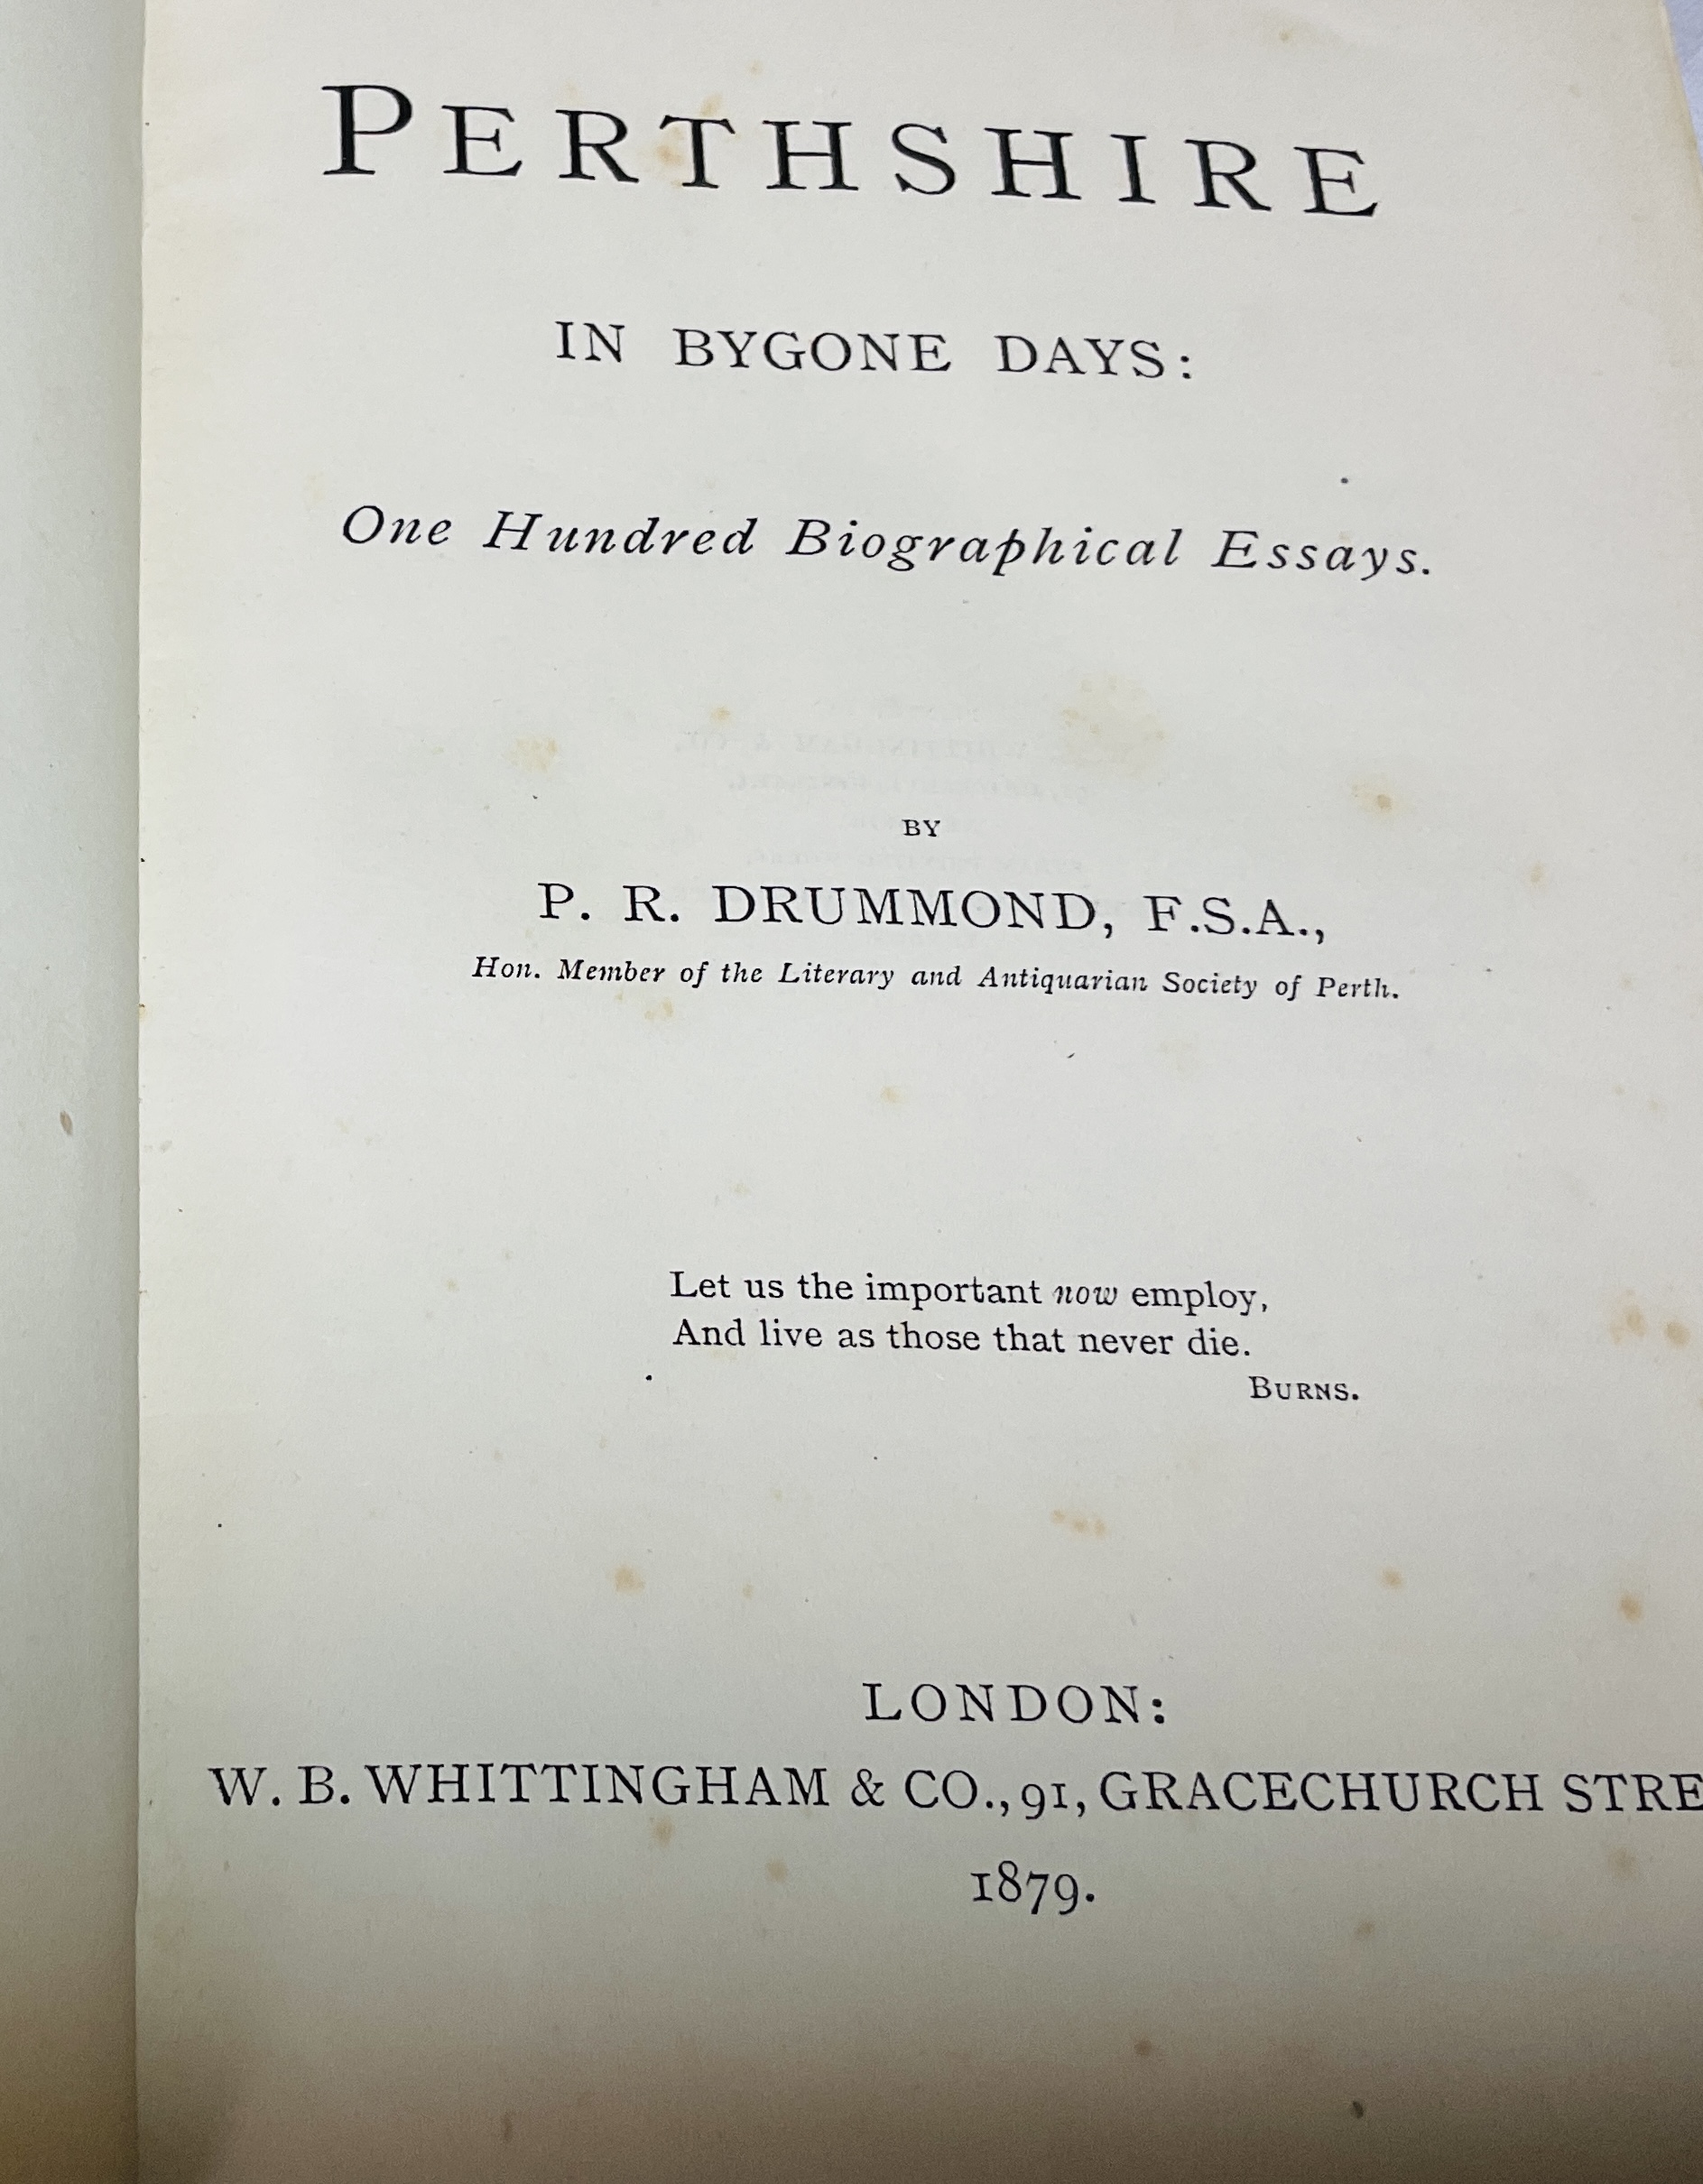 PERTHSHIRE
IN BYGONE DAYS:
One Hundred Biographical Essays.
BY
P. R. DRUMMOND, F.S.A.,
Hon. Member of the Literary and Antiquarian Society of Perth.
Let us the important now employ,
And live as those that never die.
BURNS.
LONDON:
W. B. WHITTINGHAM & CO., 91, GRACECHURCH STRE
1879.